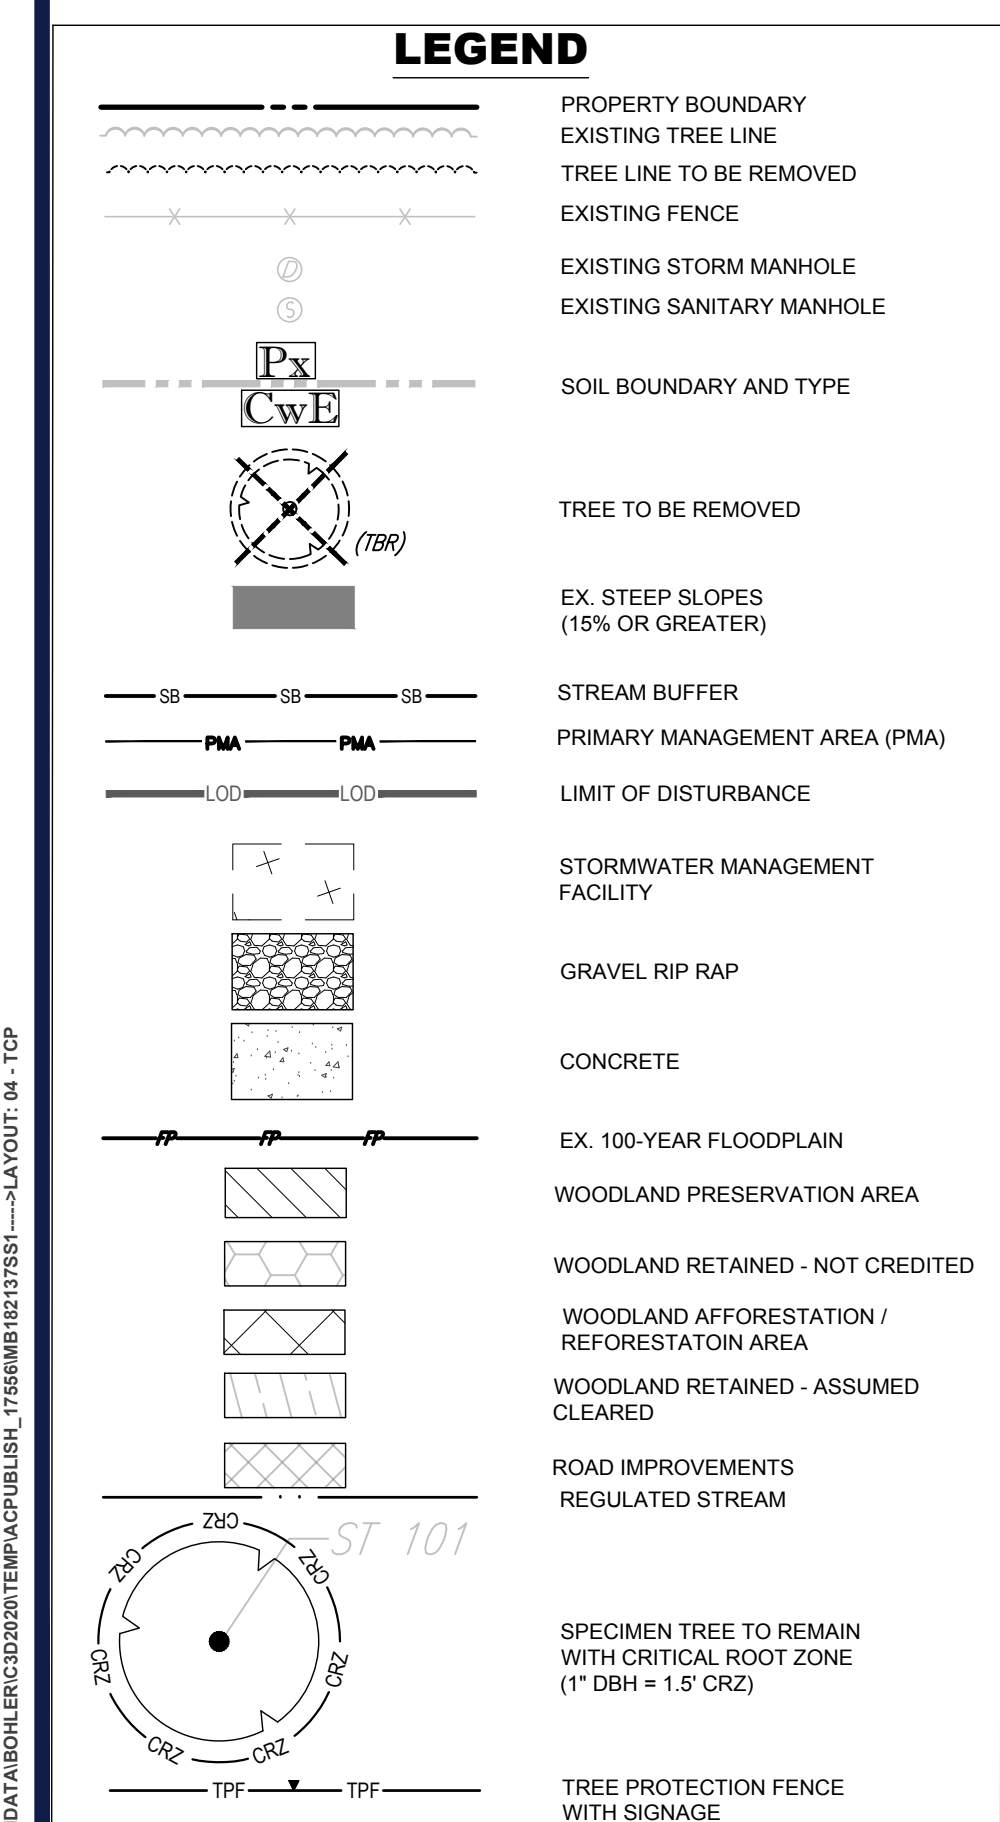 LEGEND
PROPERTY BOUNDARY
EXISTING TREE LINE
TREE LINE TO BE REMOVED
EXISTING FENCE
D
EXISTING STORM MANHOLE
S
EXISTING SANITARY MANHOLE
Px
CwE
SOIL BOUNDARY AND TYPE
(TBR)
TREE TO BE REMOVED
EX. STEEP SLOPES
(15% OR GREATER)
SB SB SB
STREAM BUFFER
PMA PMA
PRIMARY MANAGEMENT AREA (PMA)
LOD LOD
LIMIT OF DISTURBANCE
STORMWATER MANAGEMENT
FACILITY
GRAVEL RIP RAP
CONCRETE
FP FP FP
EX. 100-YEAR FLOODPLAIN
WOODLAND PRESERVATION AREA
WOODLAND RETAINED - NOT CREDITED
WOODLAND AFFORESTATION /
REFORESTATOIN AREA
WOODLAND RETAINED - ASSUMED
CLEARED
ROAD IMPROVEMENTS
REGULATED STREAM
ST 101
CRZ
CRZ
CRZ
CRZ
CRZ
CRZ
CRZ
SPECIMEN TREE TO REMAIN
WITH CRITICAL ROOT ZONE
(1" DBH = 1.5' CRZ)
TPF TPF
TREE PROTECTION FENCE
WITH SIGNAGE
DATA\BOHLER\C3D2020\TEMP\ACPUBLISH_17556\MB182137SS1----->LAYOUT: 04 - TCP